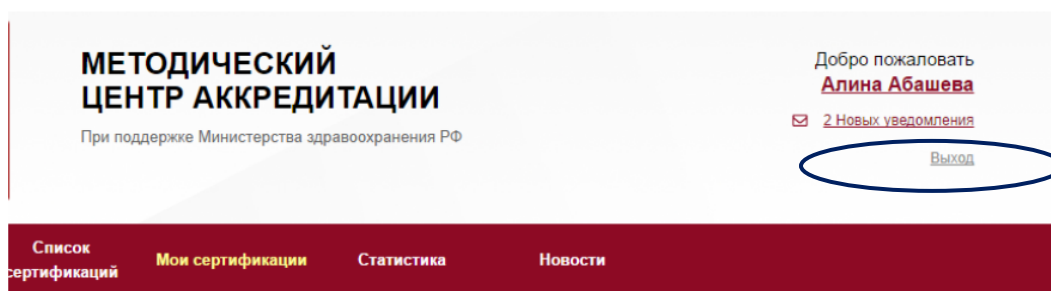 МЕТОДИЧЕСКИЙ
ЦЕНТР АККРЕДИТАЦИИ
При поддержке Министерства здравоохранения РФ
Добро пожаловать
Алина Абашева
2 Новых уведомления
Выход
Список
сертификаций
Мои сертификации
Статистика
Новости